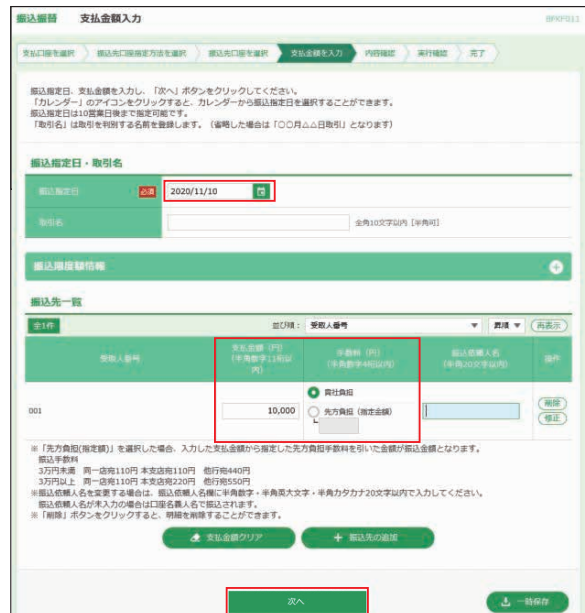 振込振替　支払金額入力
BPKF011
支払口座を選択　振込先口座指定方法を選択　振込先口座を選択　支払金額を入力　内容確認　実行確認　完了
振込指定日、支払金額を入力し、「次へ」ボタンをクリックしてください。
「カレンダー」のアイコンをクリックすると、カレンダーから振込指定日を選択することができます。
振込指定日は10営業日後まで指定可能です。
「取引名」は取引を判別する名前を登録します。（省略した場合は「〇〇月△△日取引」となります）
振込指定日・取引名
振込指定日　必須　2020/11/10
取引名　全角10文字以内［半角可］
振込限度額情報
振込先一覧
全1件　並び順：　受取人番号　昇順　再表示
受取人番号　支払金額（円）（半角数字11桁以内）　手数料（円）（半角数字4桁以内）　振込依頼人名（半角20文字以内）　操作
001　10,000　貴社負担　先方負担（指定金額）　削除　修正
※「先方負担(指定額)」を選択した場合、入力した支払金額から指定した先方負担手数料を引いた金額が振込金額となります。
振込手数料
3万円未満　同一店宛110円 本支店宛110円　他行宛440円
3万円以上　同一店宛110円 本支店宛220円　他行宛550円
※振込依頼人名を変更する場合は、振込依頼人名欄に半角数字・半角英大文字・半角カタカナ20文字以内で入力してください。
振込依頼人名が未入力の場合は口座名義人名で振込されます。
※「削除」ボタンをクリックすると、明細を削除することができます。
支払金額クリア　＋ 振込先の追加
次へ　一時保存